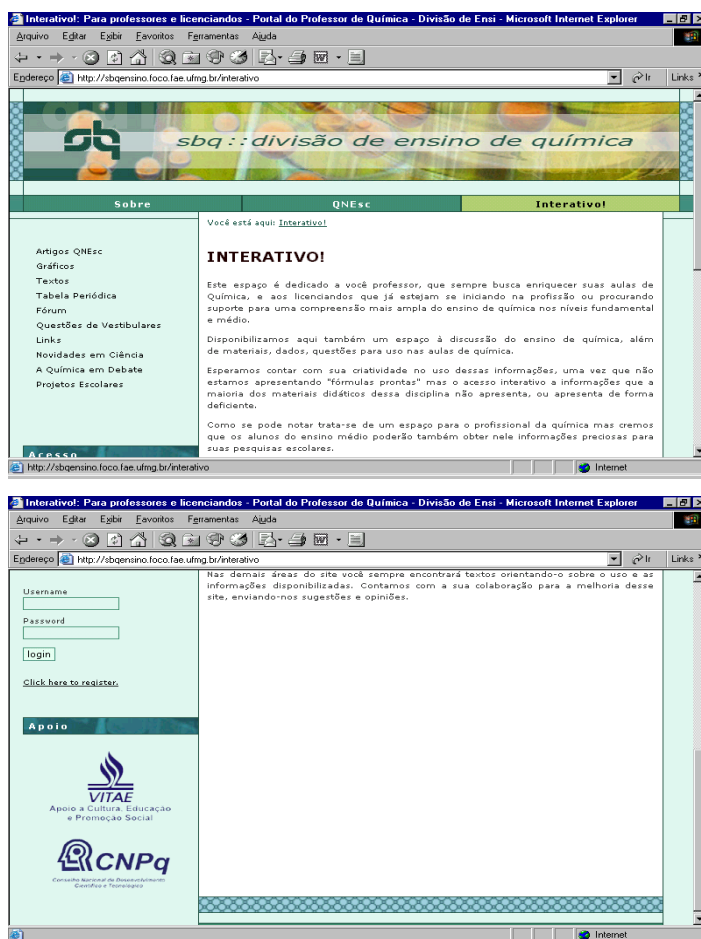 Interativo!: Para professores e licenciandos - Portal do Professor de Química - Divisão de Ensi - Microsoft Internet Explorer
Arquivo Editar Exibir Favoritos Ferramentas Ajuda
Endereço http://sbqensino.foco.fae.ufmg.br/interativo Ir Links
sbq
sbq :: divisão de ensino de química
Sobre QNEsc Interativo!
Você está aqui: Interativo!
Artigos QNEsc
Gráficos
Textos
Tabela Periódica
Fórum
Questões de Vestibulares
Links
Novidades em Ciência
A Química em Debate
Projetos Escolares
Acesso
INTERATIVO!
Este espaço é dedicado a você professor, que sempre busca enriquecer suas aulas de
Química, e aos licenciandos que já estejam se iniciando na profissão ou procurando
suporte para uma compreensão mais ampla do ensino de química nos níveis fundamental
e médio.
Disponibilizamos aqui também um espaço à discussão do ensino de química, além
de materiais, dados, questões para uso nas aulas de química.
Esperamos contar com sua criatividade no uso dessas informações, uma vez que não
estamos apresentando "fórmulas prontas" mas o acesso interativo a informações que a
maioria dos materiais didáticos dessa disciplina não apresenta, ou apresenta de forma
deficiente.
Como se pode notar trata-se de um espaço para o profissional da química mas cremos
que os alunos do ensino médio poderão também obter nele informações preciosas para
suas pesquisas escolares.
http://sbqensino.foco.fae.ufmg.br/interativo Internet
Interativo!: Para professores e licenciandos - Portal do Professor de Química - Divisão de Ensi - Microsoft Internet Explorer
Arquivo Editar Exibir Favoritos Ferramentas Ajuda
Endereço http://sbqensino.foco.fae.ufmg.br/interativo Ir Links
Username
Password
login
Click here to register.
Apoio
VITAE
Apoio a Cultura, Educação
e Promoção Social
CNPq
Conselho Nacional de Desenvolvimento
Científico e Tecnológico
Nas demais áreas do site você sempre encontrará textos orientando-o sobre o uso e as
informações disponibilizadas. Contamos com a sua colaboração para a melhoria desse
site, enviando-nos sugestões e opiniões.
Internet